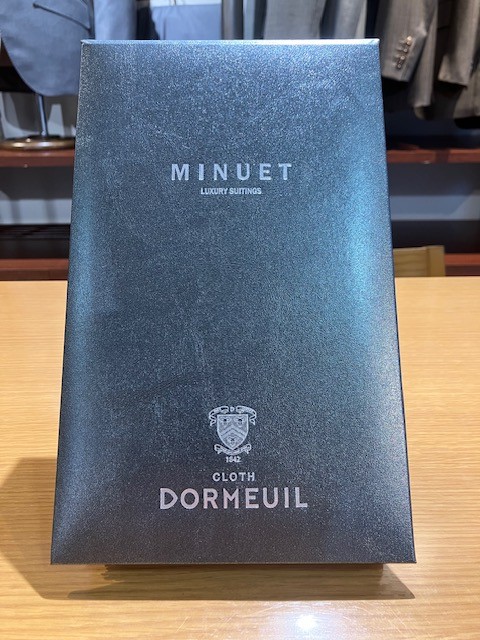 MINUET
LUXURY SUITINGS
1842
CLOTH
DORMEUIL